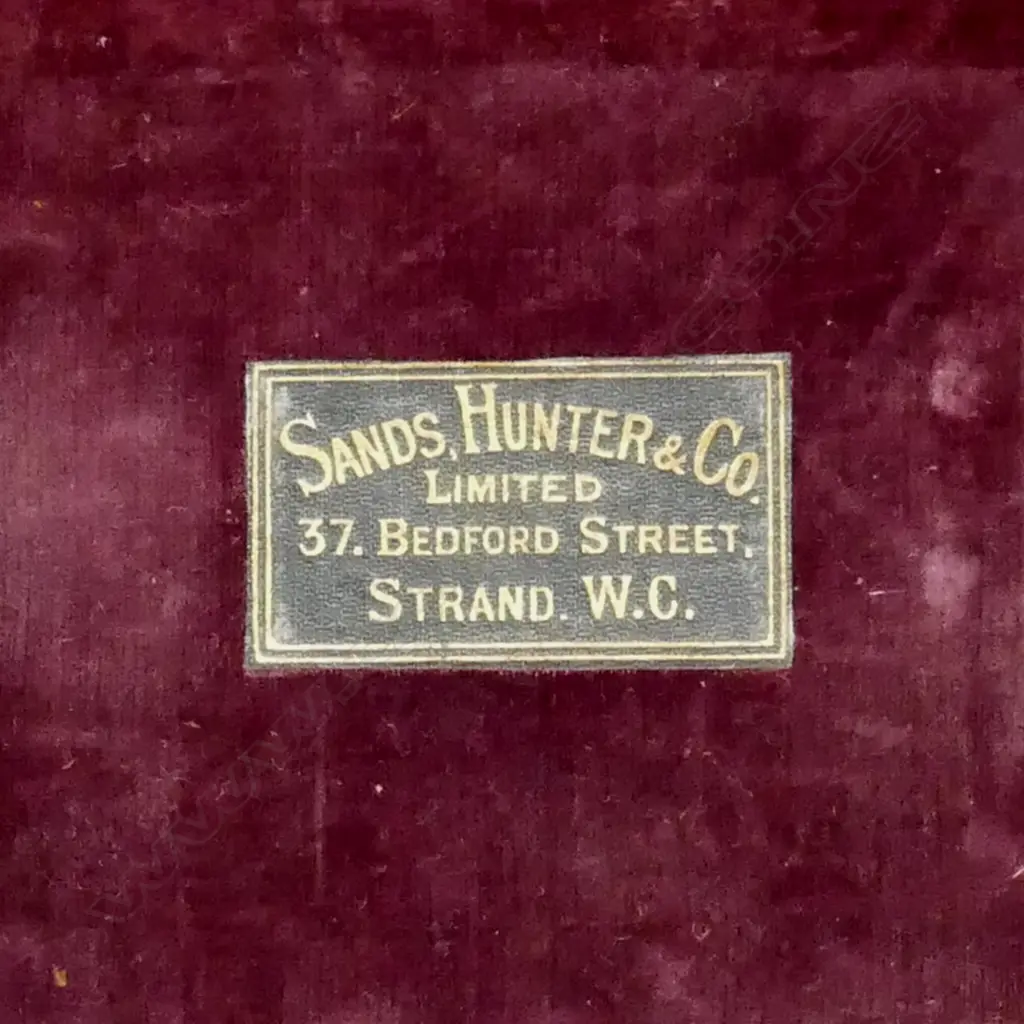 SANDS, HUNTER & CO.
LIMITED
37. BEDFORD STREET,
STRAND. W.C.